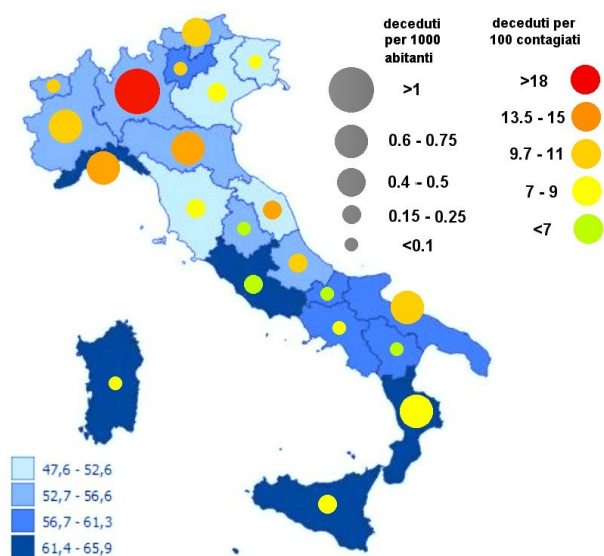 deceduti
per 1000
abitanti
>1
0.6 - 0.75
0.4 - 0.5
0.15 - 0.25
<0.1
deceduti per
100 contagiati
>18
13.5 - 15
9.7 - 11
7 - 9
<7
47,6 - 52,6
52,7 - 56,6
56,7 - 61,3
61,4 - 65,9